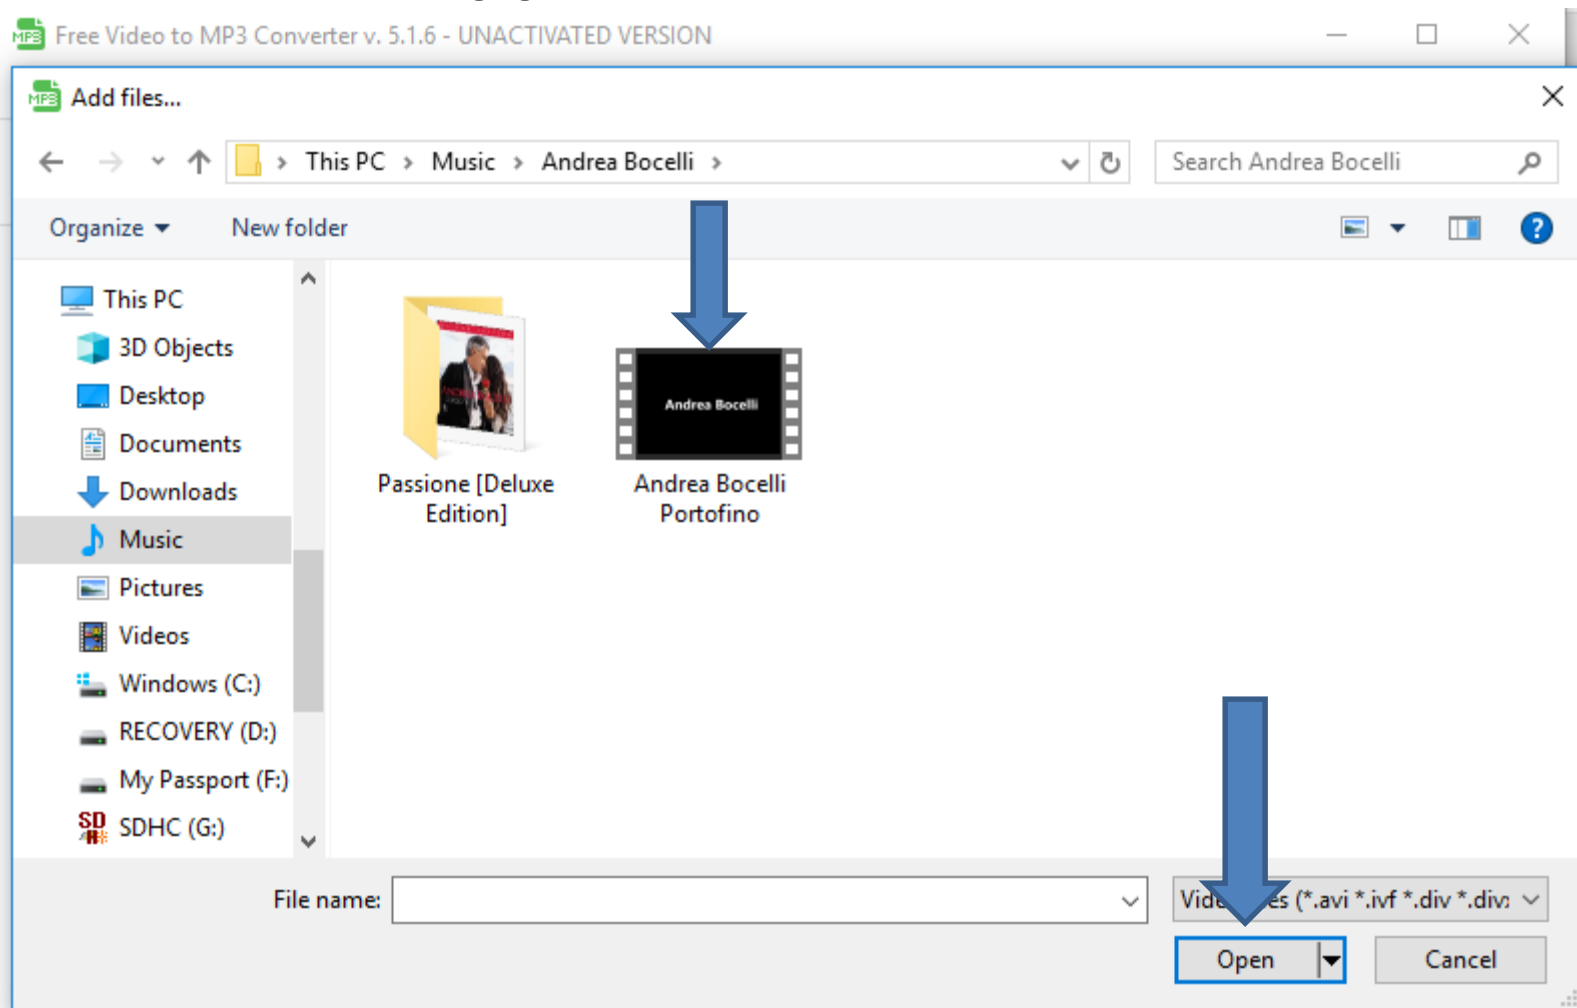 Free Video to MP3 Converter v. 5.1.6 - UNACTIVATED VERSION
Add files...
This PC > Music > Andrea Bocelli >
Search Andrea Bocelli
Organize
New folder
This PC
3D Objects
Desktop
Documents
Downloads
Music
Pictures
Videos
Windows (C:)
RECOVERY (D:)
My Passport (F:)
SDHC (G:)
Andrea Bocelli
Passione [Deluxe
Edition]
Andrea Bocelli
Portofino
File name:
(*.avi *.ivf *.div
Open
Cancel